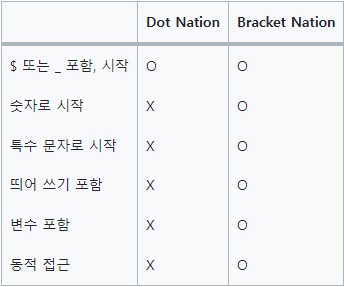 Dot Nation Bracket Nation
$ 또는 _ 포함, 시작 O O
숫자로 시작 X O
특수 문자로 시작 X O
띄어 쓰기 포함 X O
변수 포함 X O
동적 접근 X O